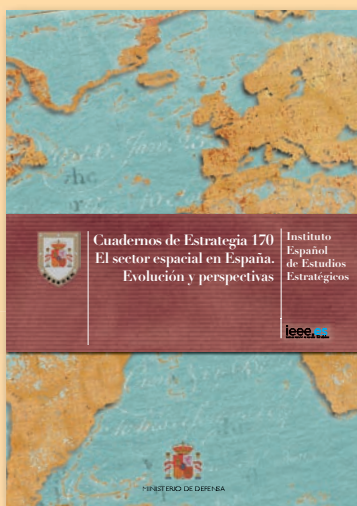 Cuadernos de Estrategia 170
El sector espacial en España.
Evolución y perspectivas
Instituto
Español
de Estudios
Estratégicos
ieee.es
MINISTERIO DE DEFENSA